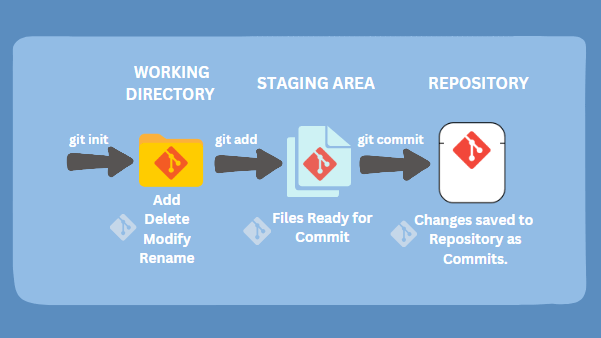 WORKING
DIRECTORY
STAGING AREA
REPOSITORY
git init
git add
git commit
Add
Delete
Modify
Rename
Files Ready for
Commit
Changes saved to
Repository as
Commits.